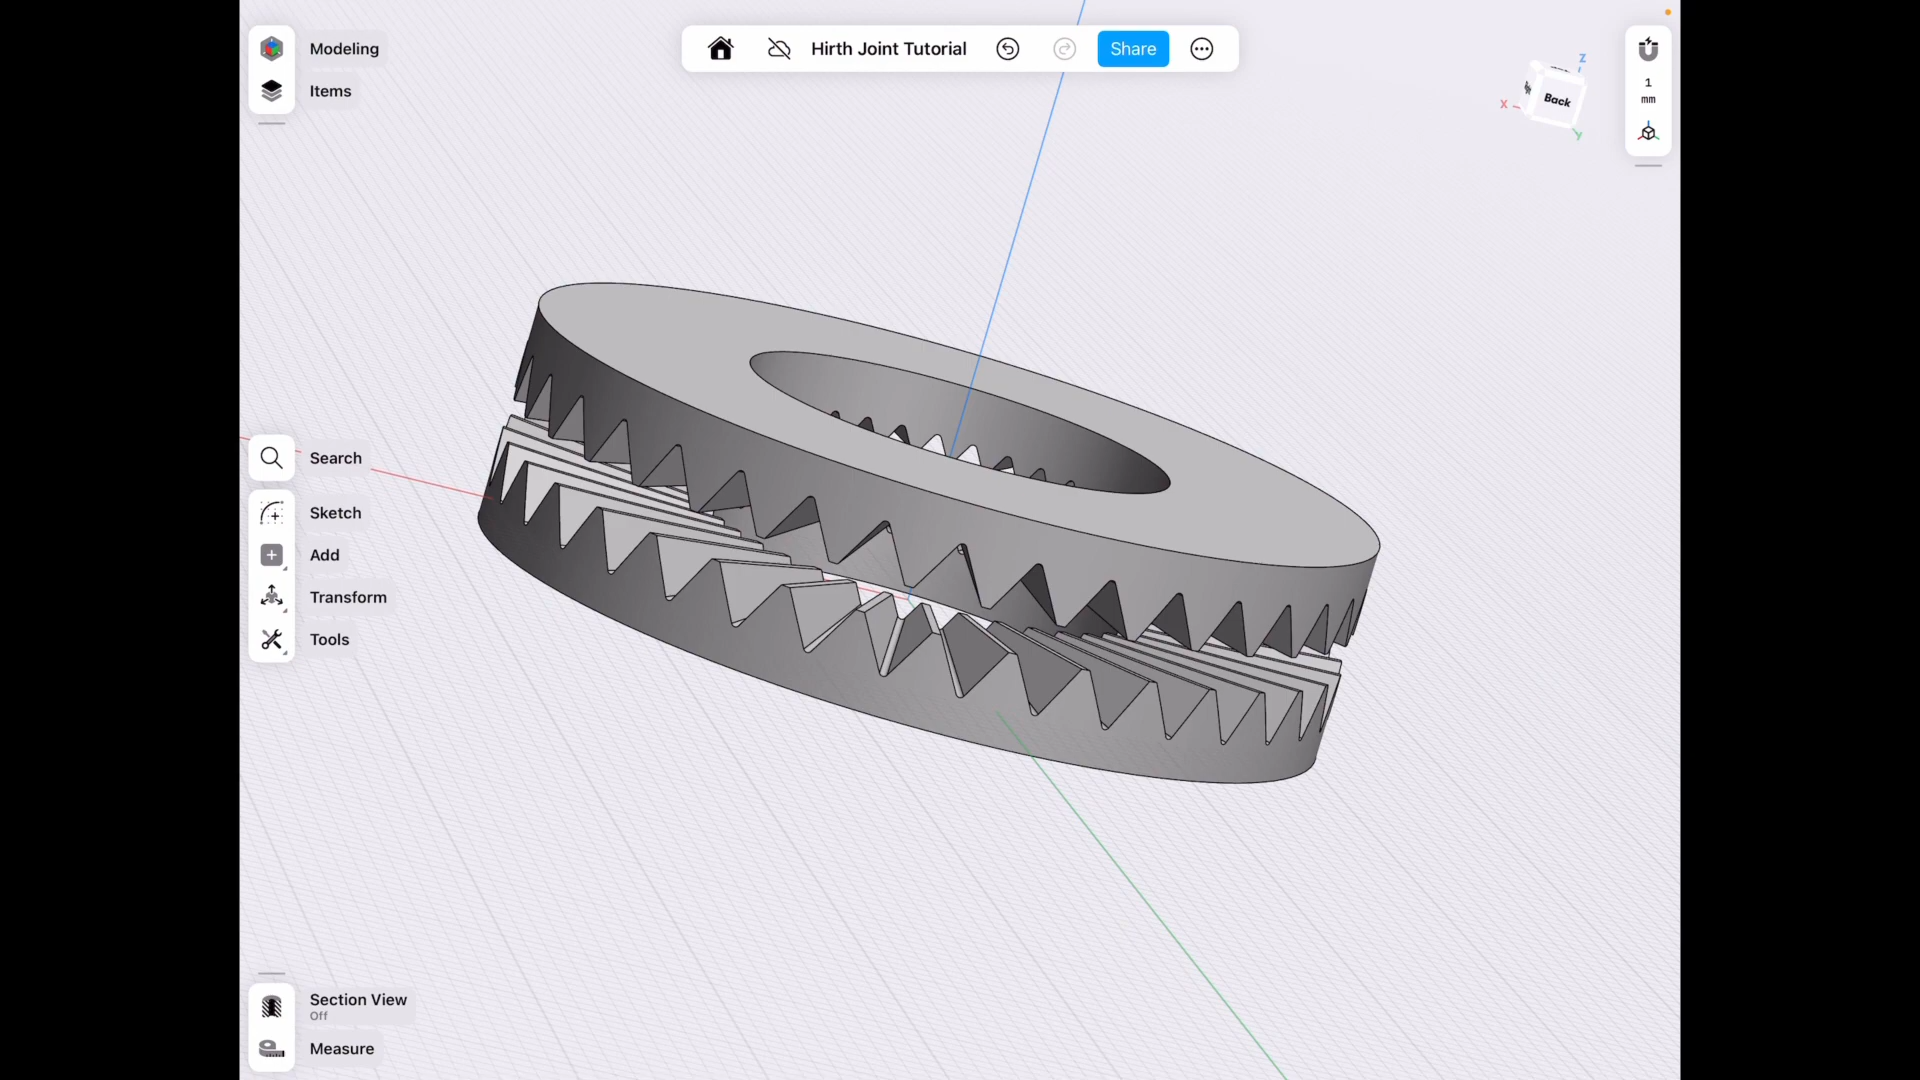 Modeling
Items
Hirth Joint Tutorial
Share
Z
X
Back
Y
1
mm
Search
Sketch
Add
Transform
Tools
Section View
Off
Measure